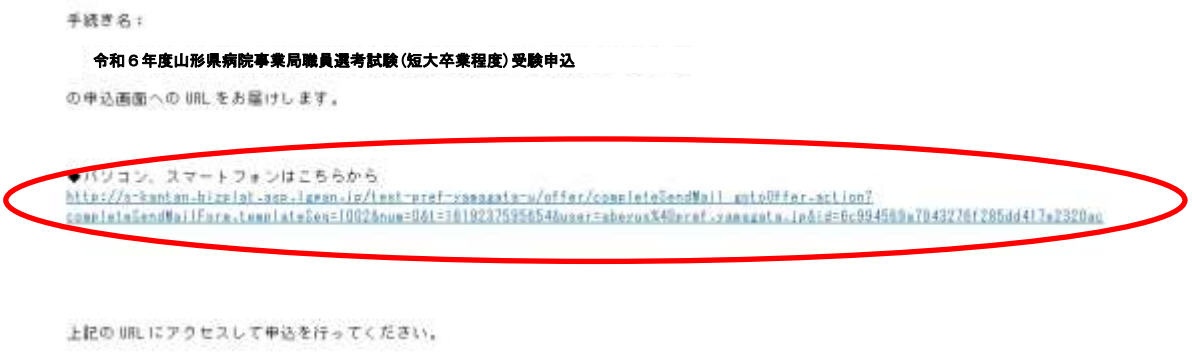 手続き名：
令和６年度山形県病院事業局職員選考試験(短大卒業程度)受験申込
の申込画面への URL をお届けします。
◆パソコン、スマートフォンはこちらから
上記の URL にアクセスして申込を行ってください。